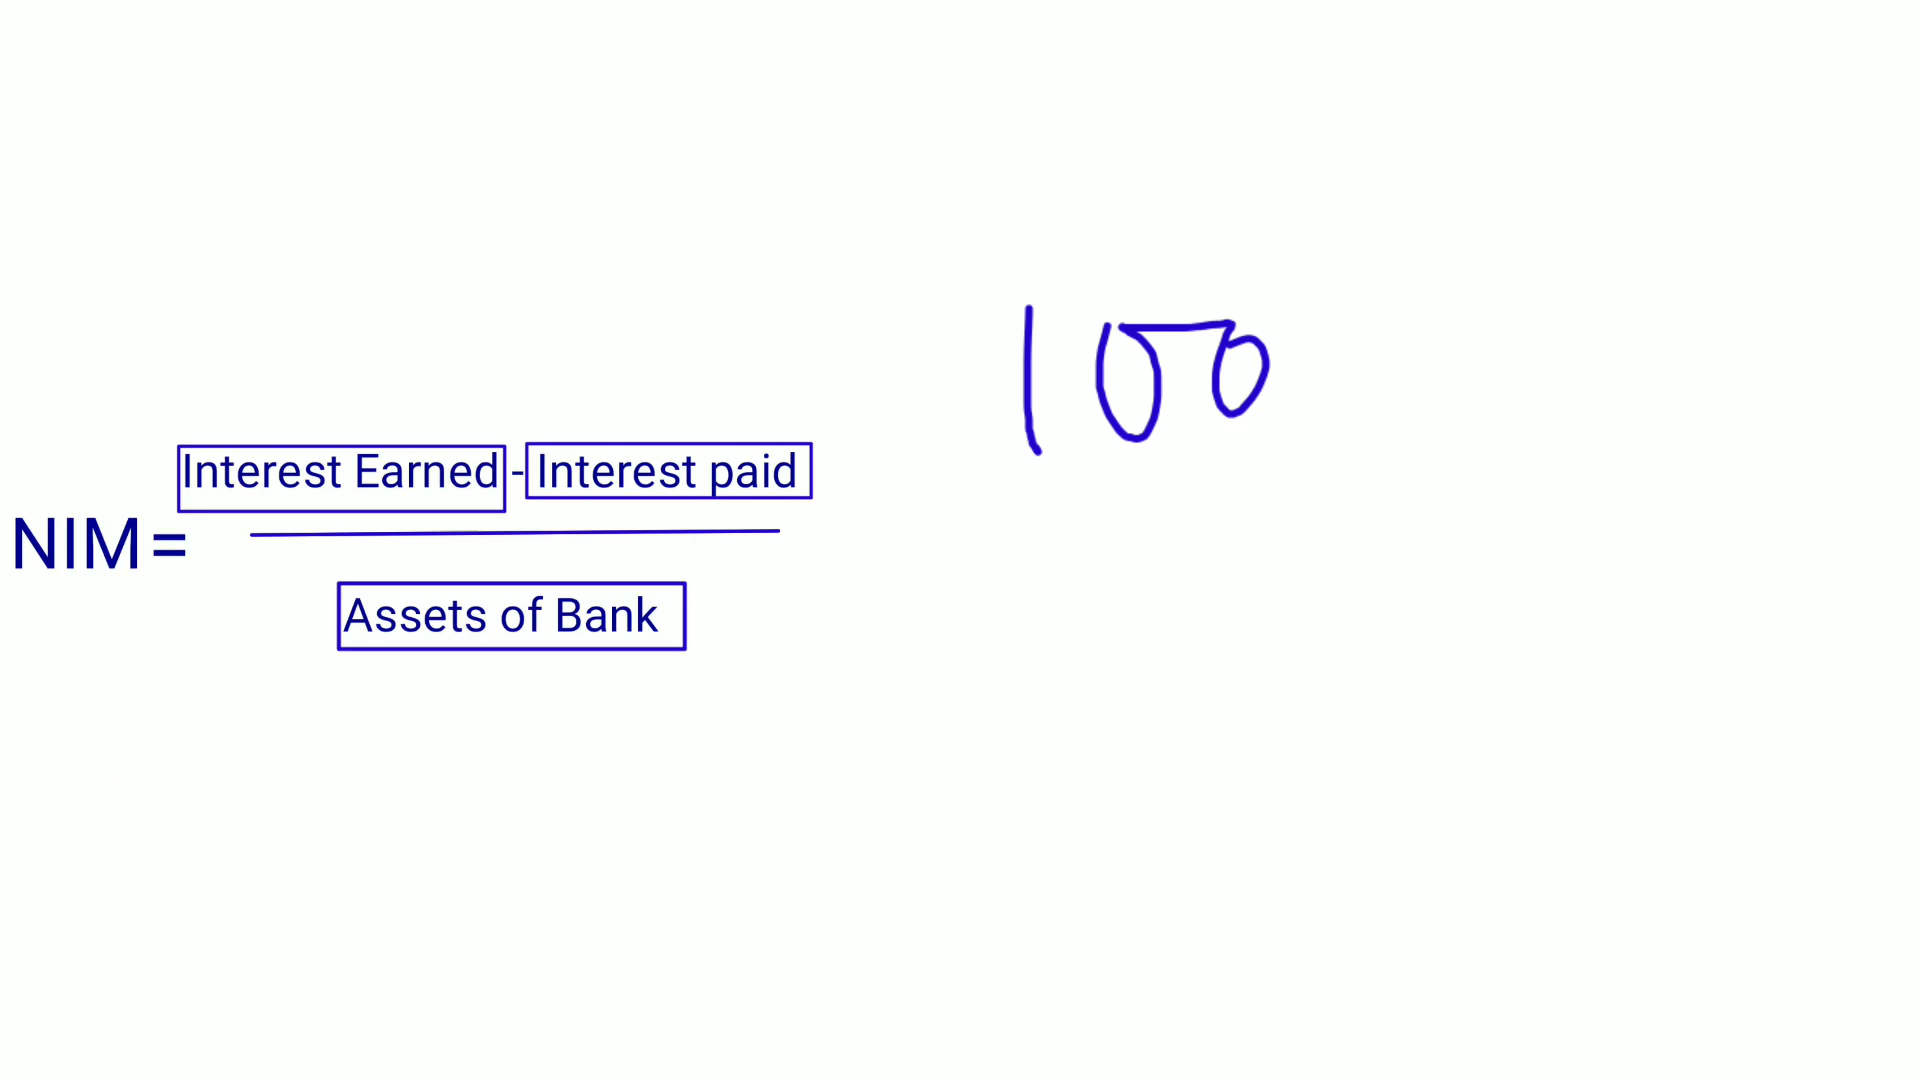 100
Interest Earned - Interest paid
NIM =
Assets of Bank